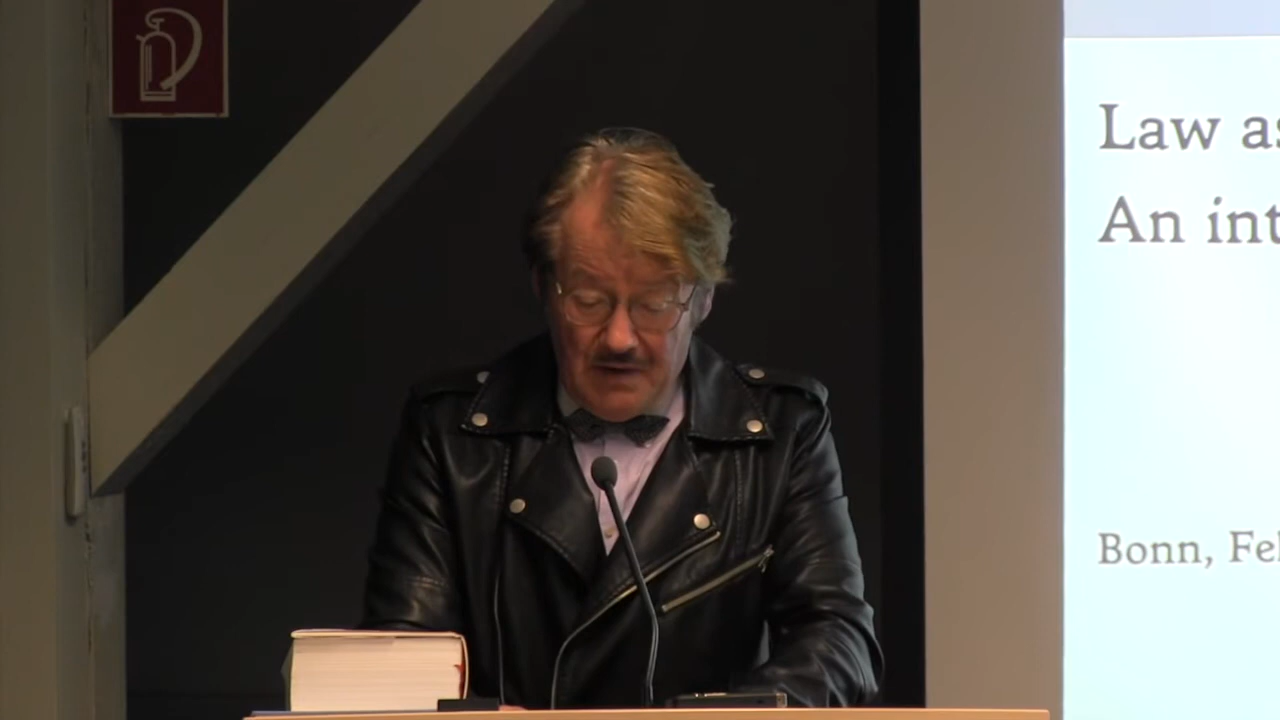 Law as
An int
Bonn, Fe